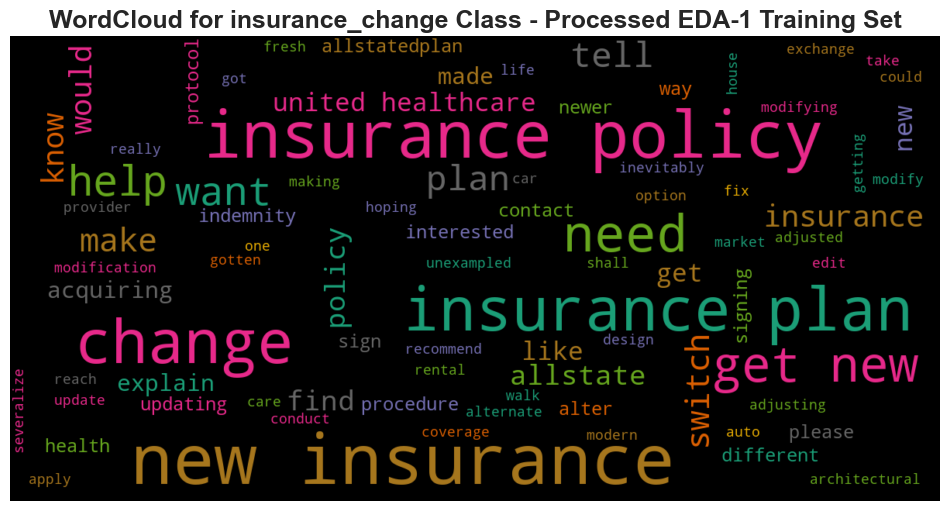 WordCloud for insurance_change Class - Processed EDA-1 Training Set
fresh
allstatedplan
tell
exchange
take
could
would
protocol
got
made
life
house
united healthcare
newer
way
modifying
new
know
insurance policy
really
help
want
making
plan
car
inevitably
getting
modify
provider
indemnity
hoping
contact
option
fix
insurance
make
one
gotten
policy
interested
need
market
adjusted
modification
unexampled
shall
get
edit
acquiring
insurance plan
signing
change
sign
recommend
like
design
switch
get new
severalize
reach
explain
rental
allstate
update
updating
care
find
procedure
walk
alternate
alter
adjusting
conduct
health
coverage
modern
auto
please
different
apply
new insurance
architectural